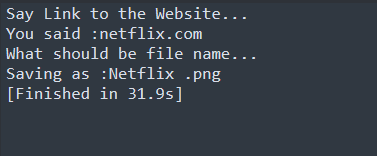 Say Link to the Website...
You said :netflix.com
What should be file name...
Saving as :Netflix .png
[Finished in 31.9s]